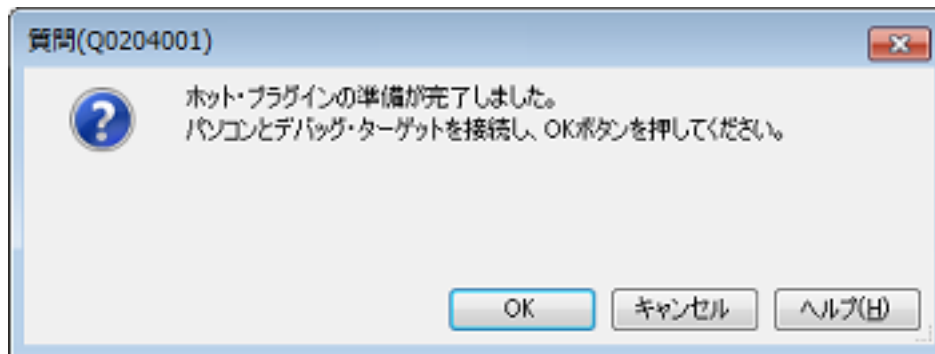 質問(Q0204001)
ホット・プラグインの準備が完了しました。
パソコンとデバッグ・ターゲットを接続し、OKボタンを押してください。
OK
キャンセル
ヘルプ(H)